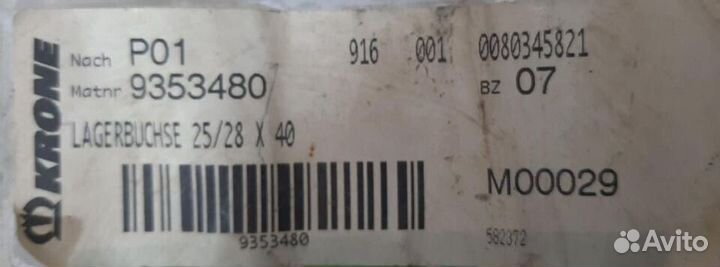 KRONE
Nach P01 916 001 0080345821
Matnr 9353480 BZ 07
LAGERBUCHSE 25/28 X 40
M00029
9353480
582372
Avito